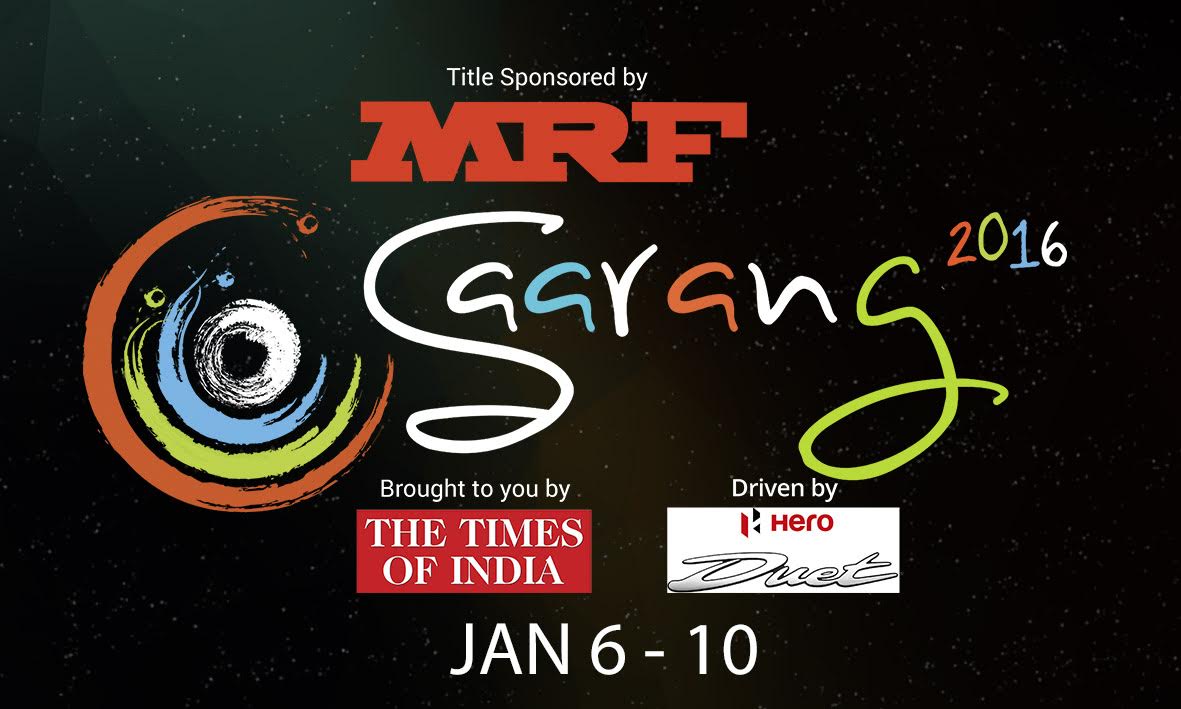 Title Sponsored by
MRF
Saarang 2016
Brought to you by
THE TIMES
OF INDIA
Driven by
Hero
Duet
JAN 6 - 10